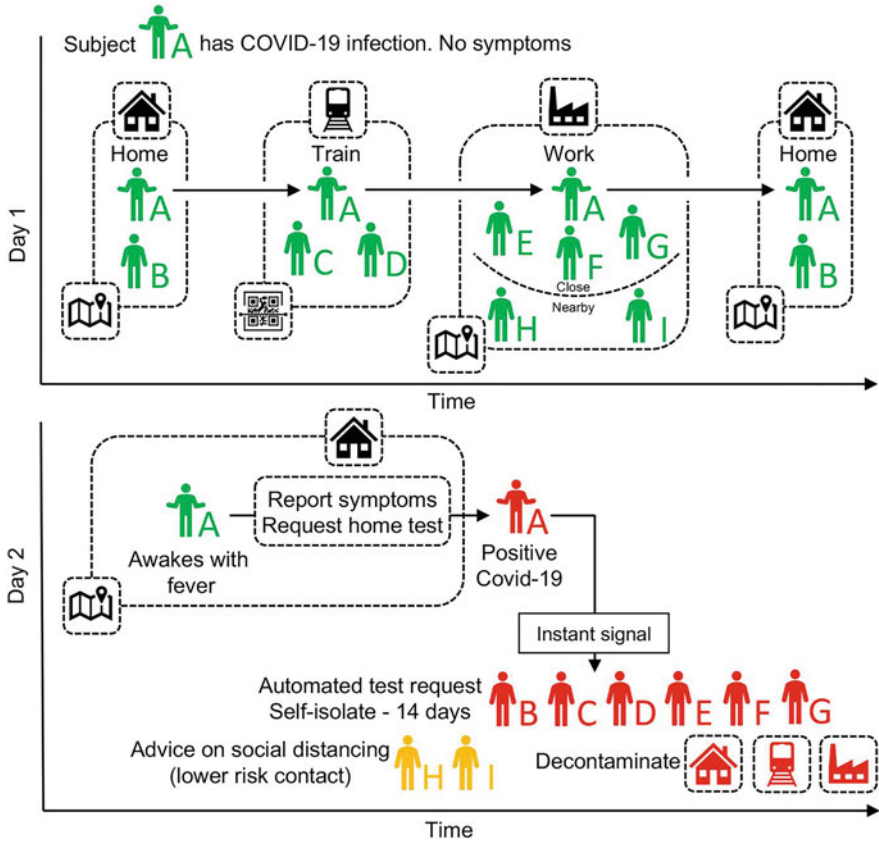 Subject A has COVID-19 infection. No symptoms
Day 1
Home
Train
Work
Home
A
A
A
A
B
C
D
E
F
G
B
Close
Nearby
H
I
Time
Day 2
A
Report symptoms
Request home test
A
Awakes with
fever
Positive
Covid-19
Instant signal
Automated test request
Self-isolate - 14 days
B C D E F G
Advice on social distancing
(lower risk contact)
H I
Decontaminate
Time